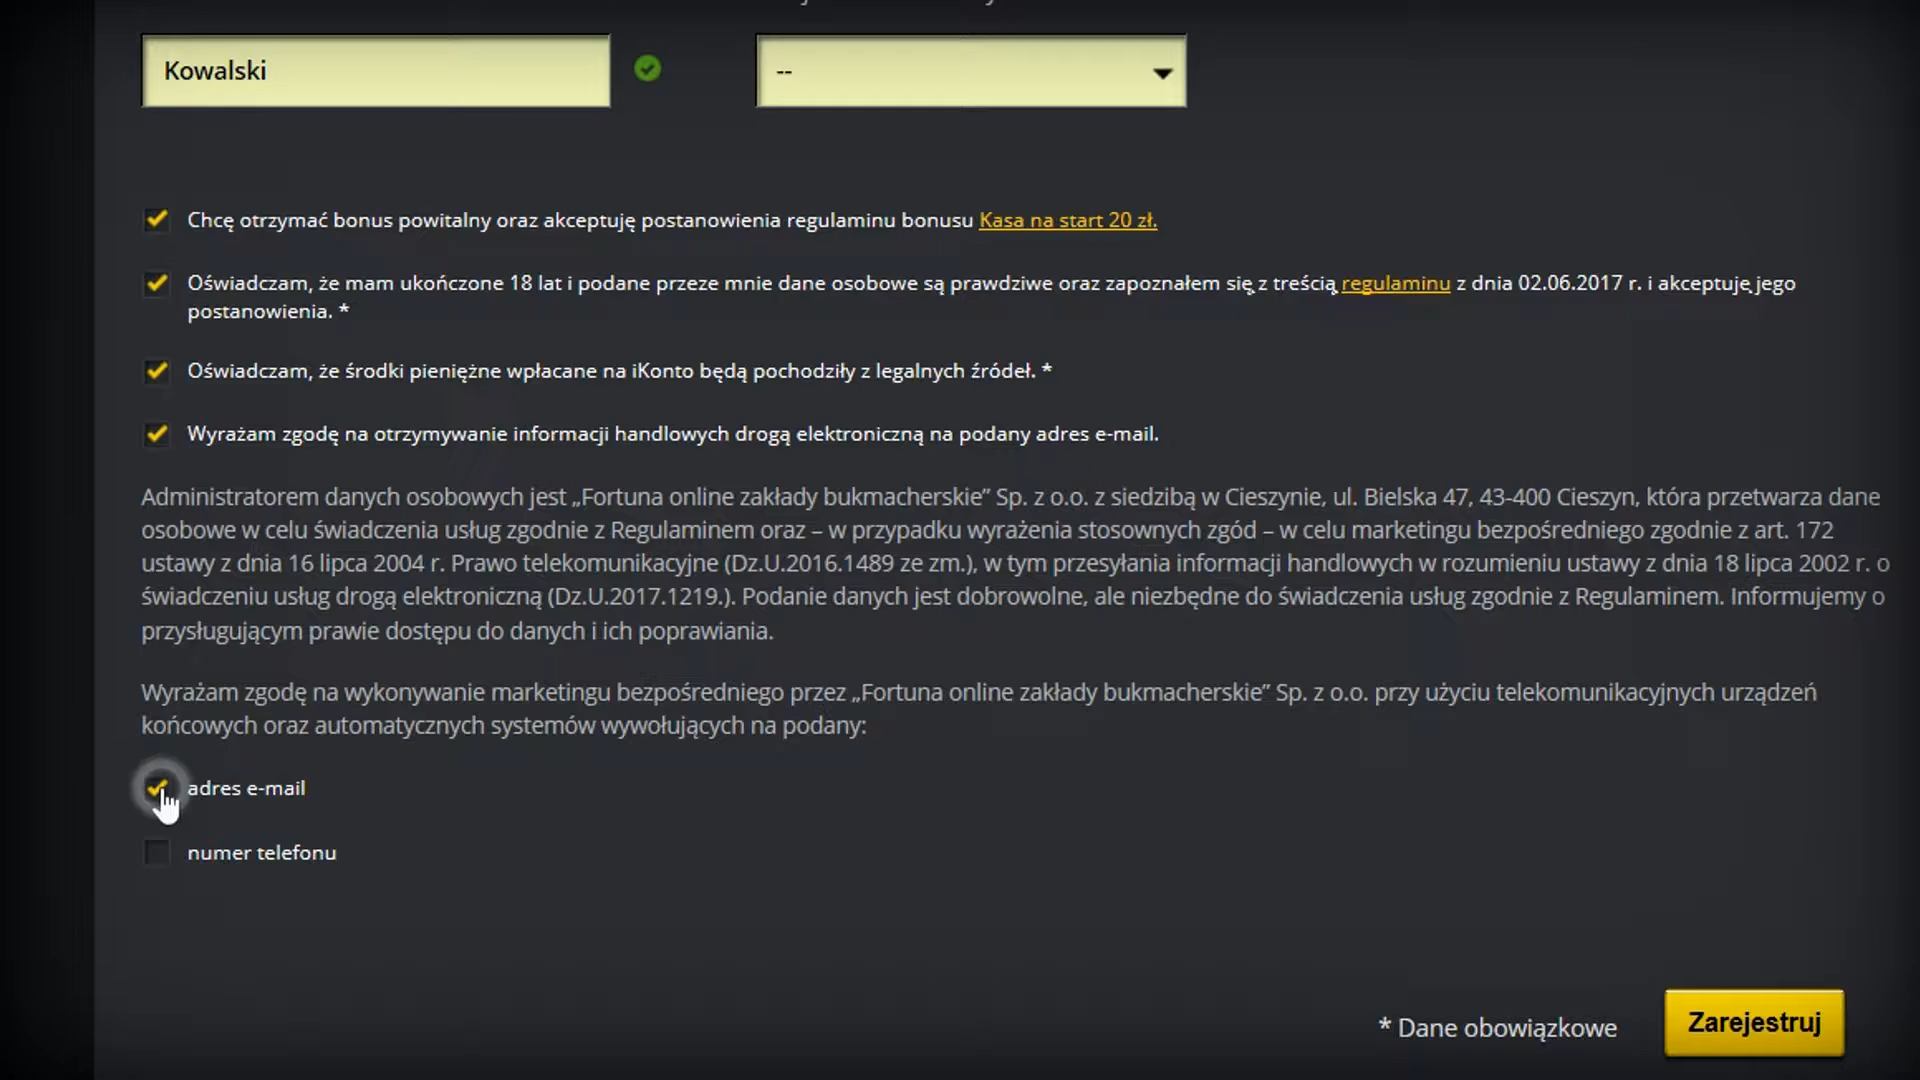 Kowalski
--
Chcę otrzymać bonus powitalny oraz akceptuję postanowienia regulaminu bonusu Kasa na start 20 zł.
Oświadczam, że mam ukończone 18 lat i podane przeze mnie dane osobowe są prawdziwe oraz zapoznałem się z treścią regulaminu z dnia 02.06.2017 r. i akceptuję jego
postanowienia. *
Oświadczam, że środki pieniężne wpłacane na iKonto będą pochodziły z legalnych źródeł. *
Wyrażam zgodę na otrzymywanie informacji handlowych drogą elektroniczną na podany adres e-mail.
Administratorem danych osobowych jest „Fortuna online zakłady bukmacherskie” Sp. z o.o. z siedzibą w Cieszynie, ul. Bielska 47, 43-400 Cieszyn, która przetwarza dane
osobowe w celu świadczenia usług zgodnie z Regulaminem oraz – w przypadku wyrażenia stosownych zgód – w celu marketingu bezpośredniego zgodnie z art. 172
ustawy z dnia 16 lipca 2004 r. Prawo telekomunikacyjne (Dz.U.2016.1489 ze zm.), w tym przesyłania informacji handlowych w rozumieniu ustawy z dnia 18 lipca 2002 r. o
świadczeniu usług drogą elektroniczną (Dz.U.2017.1219.). Podanie danych jest dobrowolne, ale niezbędne do świadczenia usług zgodnie z Regulaminem. Informujemy o
przysługującym prawie dostępu do danych i ich poprawiania.
Wyrażam zgodę na wykonywanie marketingu bezpośredniego przez „Fortuna online zakłady bukmacherskie” Sp. z o.o. przy użyciu telekomunikacyjnych urządzeń
końcowych oraz automatycznych systemów wywołujących na podany:
adres e-mail
numer telefonu
* Dane obowiązkowe
Zarejestruj